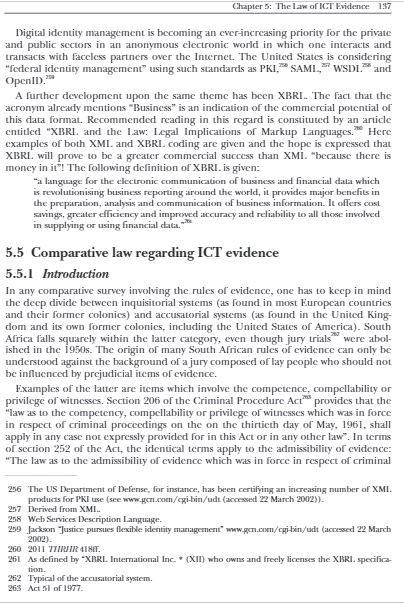 Chapter 5: The Law of ICT Evidence 137
Digital identity management is becoming an ever-increasing priority for the private
and public sectors in an anonymous electronic world in which one interacts and
transacts with faceless partners over the Internet. The United States is considering
“federal identity management” using such standards as PKI,256 SAML,257 WSDL258 and
OpenID.259
A further development upon the same theme has been XBRL. The fact that the
acronym already mentions “Business” is an indication of the commercial potential of
this data format. Recommended reading in this regard is constituted by an article
entitled “XBRL and the Law: Legal Implications of Markup Languages.260 Here
examples of both XML and XBRL coding are given and the hope is expressed that
XBRL will prove to be a greater commercial success than XML “because there is
money in it”! The following definition of XBRL is given:
“a language for the electronic communication of business and financial data which
is revolutionising business reporting around the world, it provides major benefits in
the preparation, analysis and communication of business information. It offers cost
savings, greater efficiency and improved accuracy and reliability to all those involved
in supplying or using financial data.”261
5.5 Comparative law regarding ICT evidence
5.5.1 Introduction
In any comparative survey involving the rules of evidence, one has to keep in mind
the deep divide between inquisitorial systems (as found in most European countries
and their former colonies) and accusatorial systems (as found in the United King-
dom and its own former colonies, including the United States of America). South
Africa falls squarely within the latter category, even though jury trials262 were abol-
ished in the 1950s. The origin of many South African rules of evidence can only be
understood against the background of a jury composed of lay people who should not
be influenced by prejudicial items of evidence.
Examples of the latter are items which involve the competence, compellability or
privilege of witnesses. Section 206 of the Criminal Procedure Act263 provides that the
“law as to the competency, compellability or privilege of witnesses which was in force
in respect of criminal proceedings on the on the thirtieth day of May, 1961, shall
apply in any case not expressly provided for in this Act or in any other law”. In terms
of section 252 of the Act, the identical terms apply to the admissibility of evidence:
“The law as to the admissibility of evidence which was in force in respect of criminal
256 The US Department of Defense, for instance, has been certifying an increasing number of XML
products for PKI use (see www.gcn.com/cgi-bin/udt (accessed 22 March 2002)).
257 Derived from XML.
258 Web Services Description Language.
259 Jackson “Justice pursues flexible identity management” www.gcn.com/cgi-bin/udt (accessed 22 March
2002).
260 2011 THRHR 418ff.
261 As defined by “XBRL International Inc. * (XII) who owns and freely licenses the XBRL specifica-
tion.
262 Typical of the accusatorial system.
263 Act 51 of 1977.